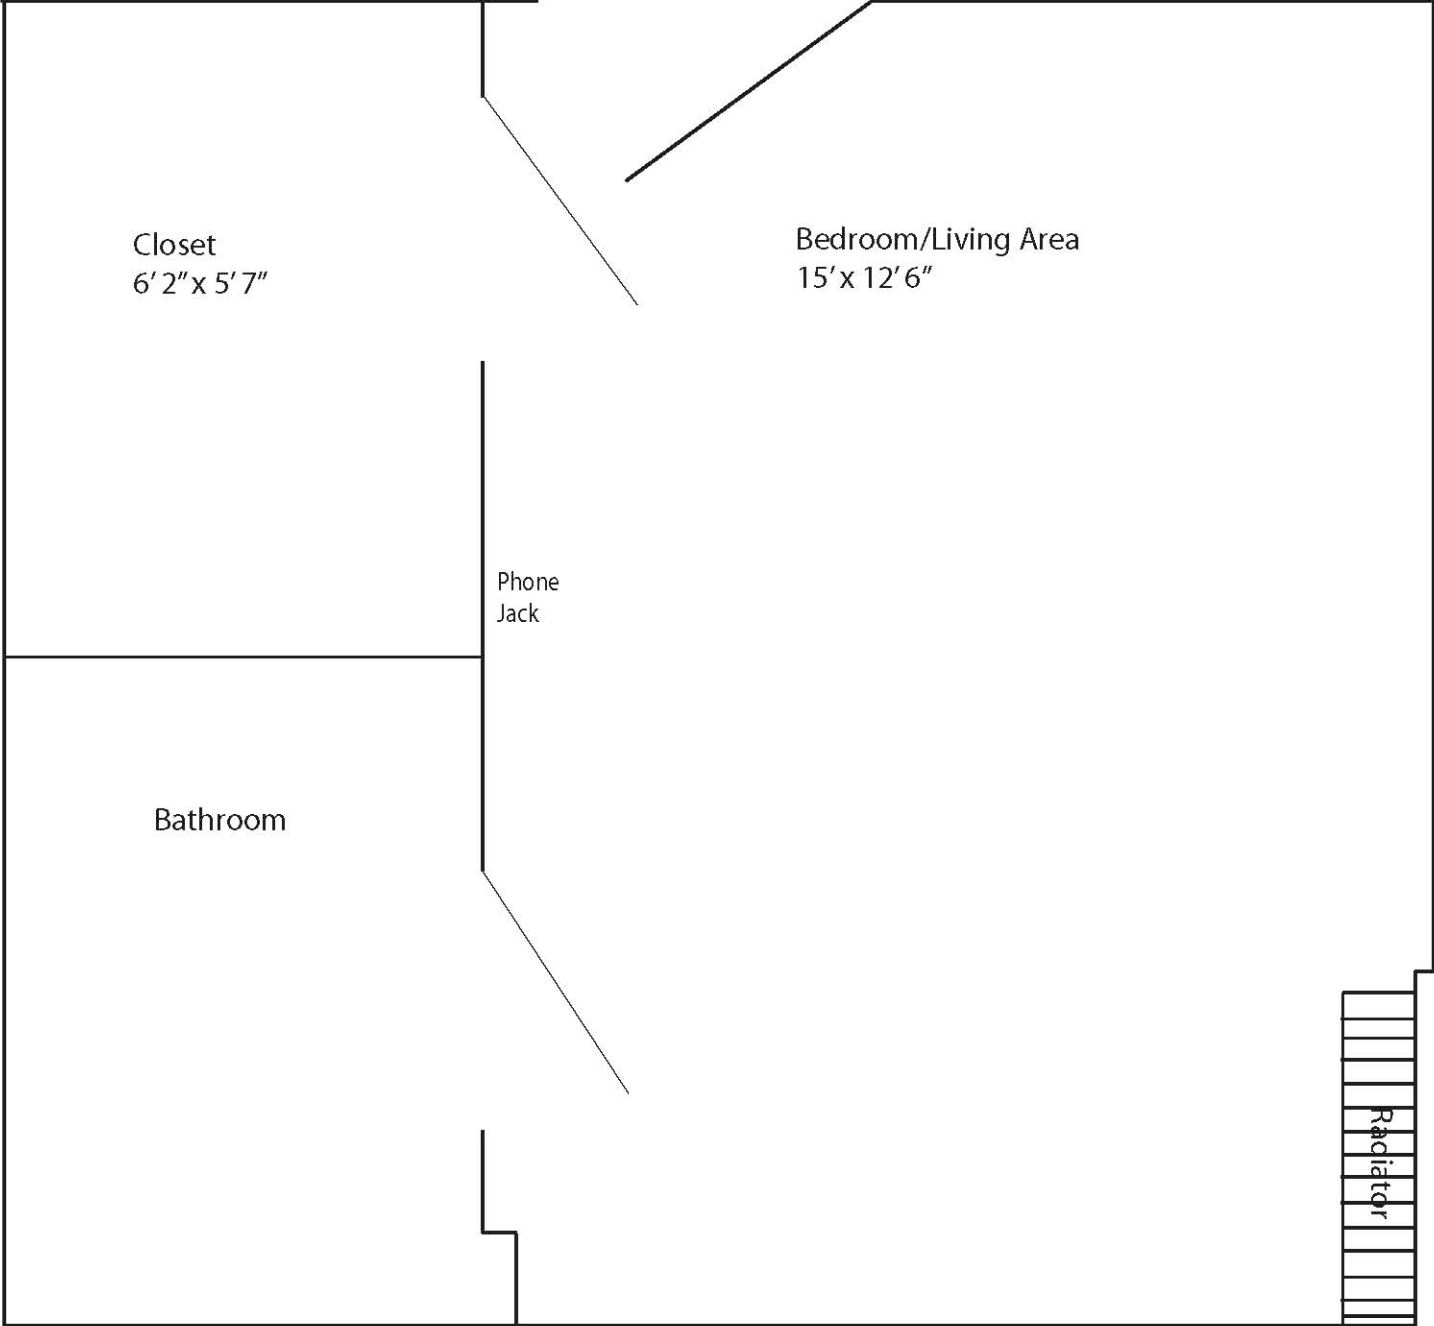 Closet
6’ 2” x 5’ 7”
Bedroom/Living Area
15’ x 12’ 6”
Phone
Jack
Bathroom
Radiator